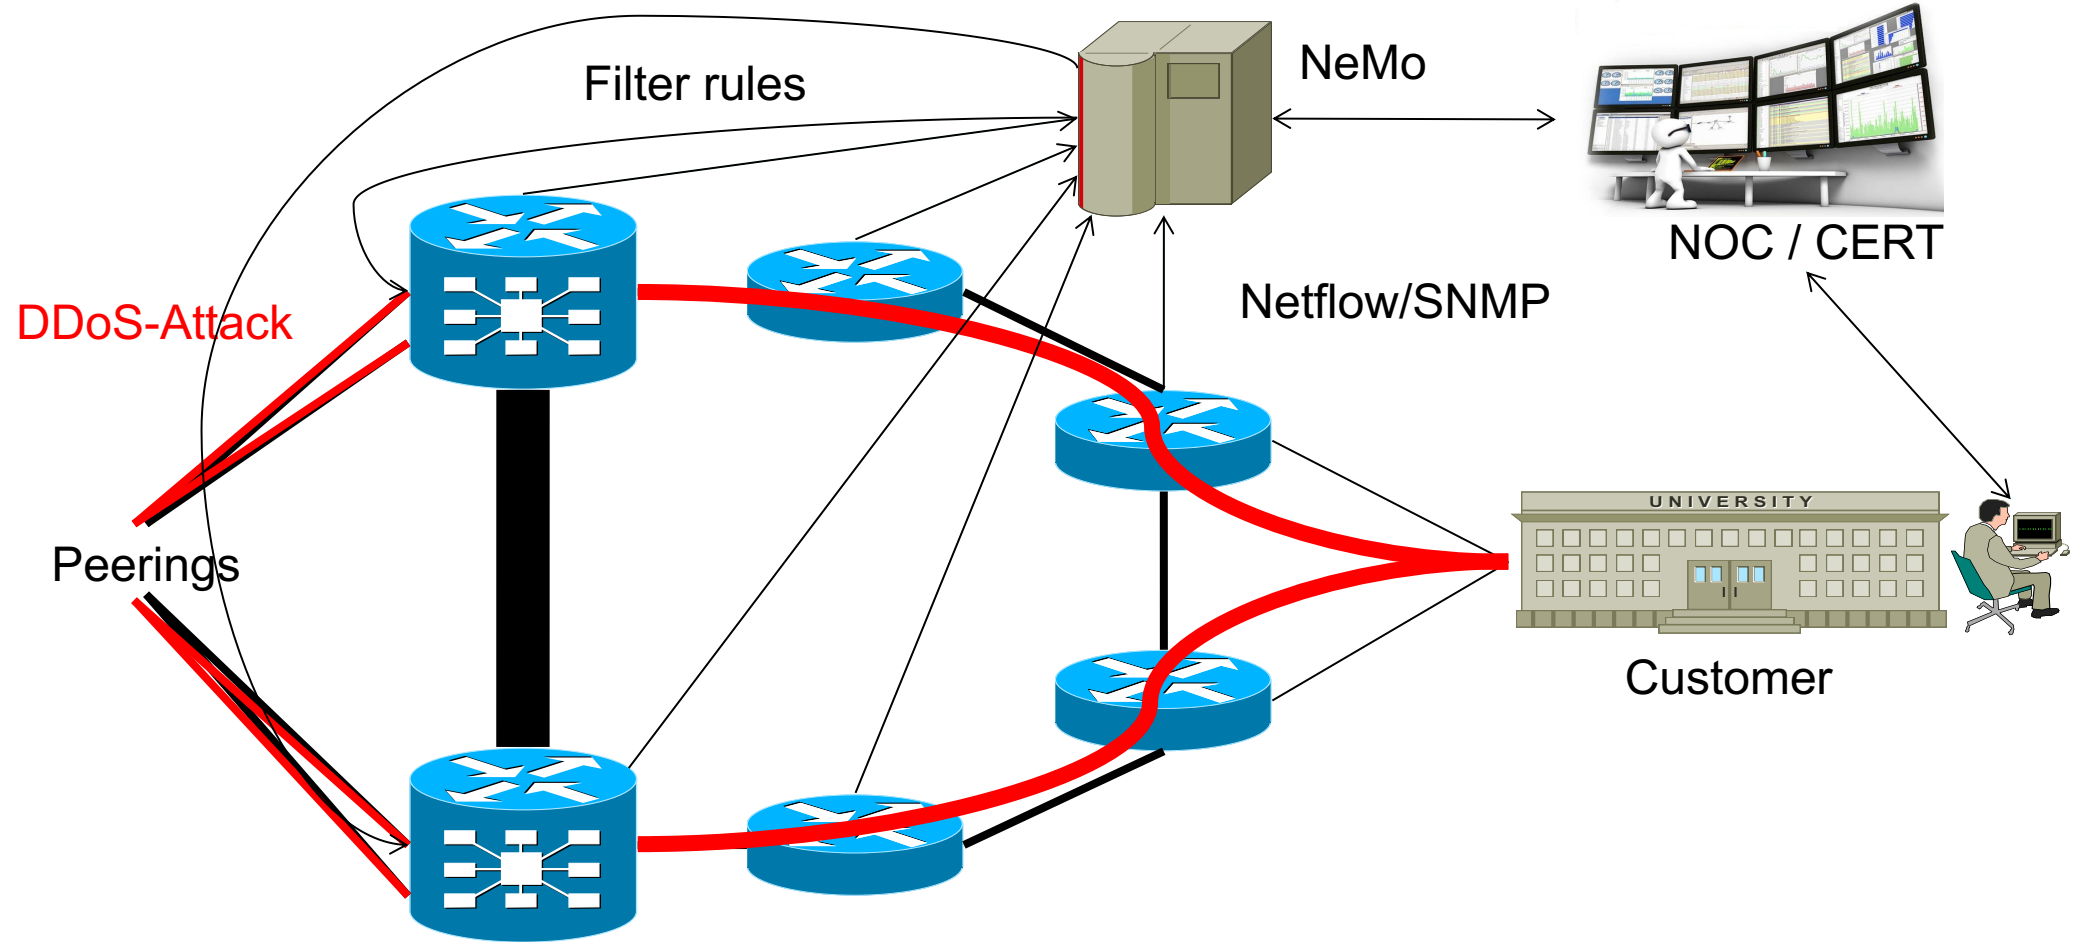 NeMo
Filter rules
NOC / CERT
DDoS-Attack
Netflow/SNMP
UNIVERSITY
Peerings
Customer